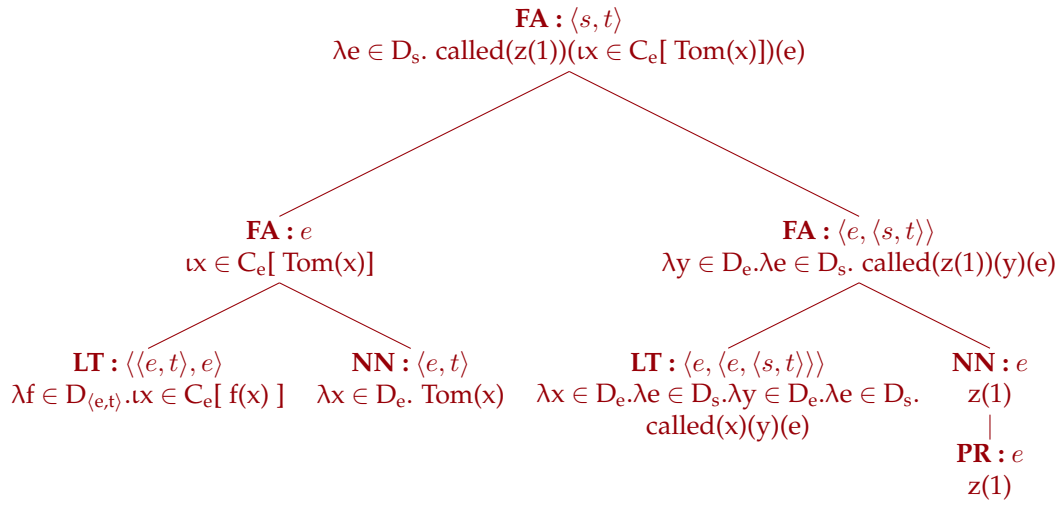 FA : ⟨s, t⟩
λe ∈ Dₛ. called(z(1))(ιx ∈ Cₑ[ Tom(x)])(e)
FA : e
ιx ∈ Cₑ[ Tom(x)]
FA : ⟨e, ⟨s, t⟩⟩
λy ∈ Dₑ.λe ∈ Dₛ. called(z(1))(y)(e)
LT : ⟨⟨e, t⟩, e⟩
λf ∈ D⟨e,t⟩.ιx ∈ Cₑ[ f(x) ]
NN : ⟨e, t⟩
λx ∈ Dₑ. Tom(x)
LT : ⟨e, ⟨e, ⟨s, t⟩⟩⟩
λx ∈ Dₑ.λe ∈ Dₛ.λy ∈ Dₑ.λe ∈ Dₛ.
called(x)(y)(e)
NN : e
z(1)
PR : e
z(1)